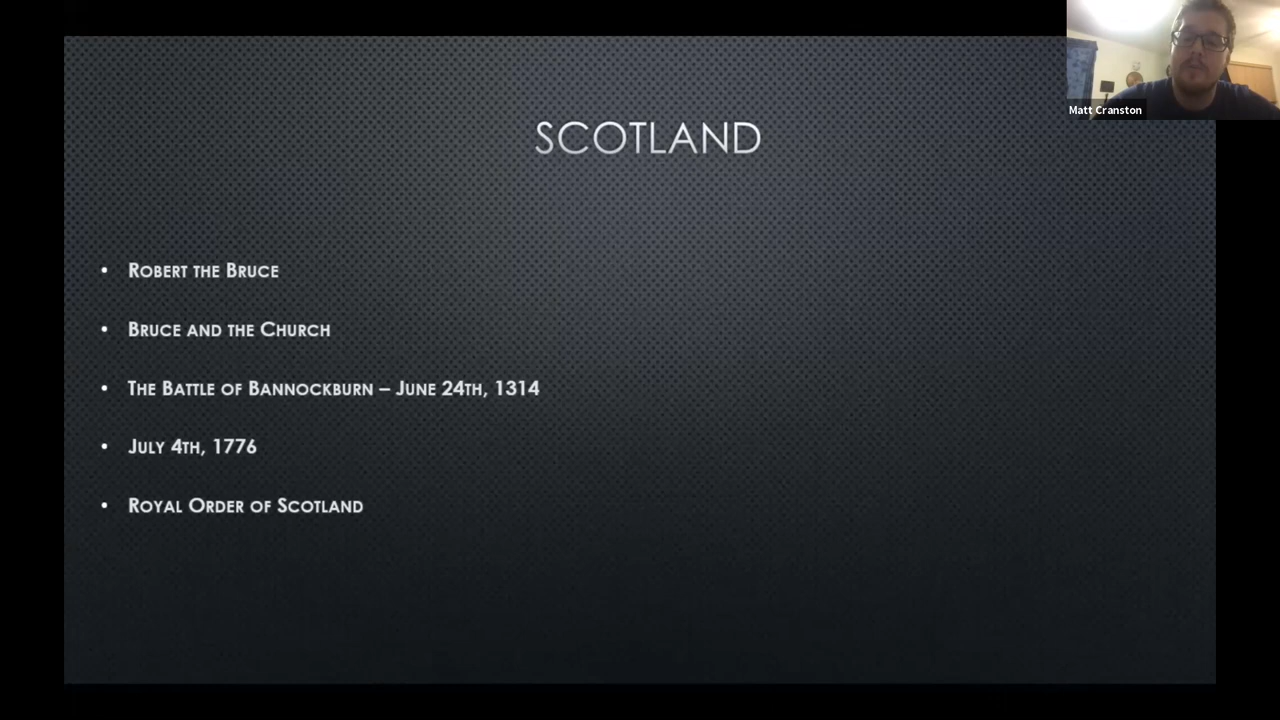 SCOTLAND
Matt Cranston
• Robert the Bruce
• Bruce and the Church
• The Battle of Bannockburn – June 24th, 1314
• July 4th, 1776
• Royal Order of Scotland